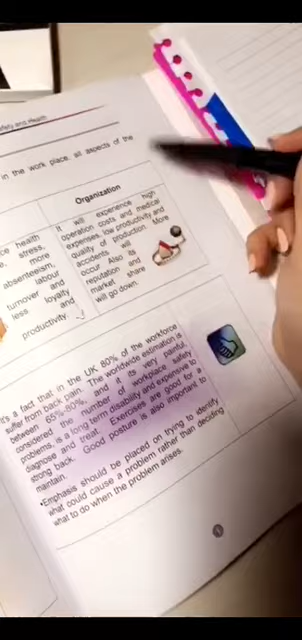 Safety and Health
in the work place, all aspects of the
Organization
It will experience high
operation costs and medical
expenses, low productivity and
quality of production. More
accidents will
occur. Also its
reputation and
market share
will go down.
health
stress,
more
absenteeism,
labour
turnover and
less loyalty
and
productivity.
It's a fact that in the UK 80% of the workforce
suffer from back pain. The worldwide estimation is
between 65%-80%, and it its very painful,
considered the number of workplace safety
problems, is a long term disability and expensive to
diagnose and treat. Exercises are good for a
strong back. Good posture is also important to
maintain.
•Emphasis should be placed on trying to identify
what could cause a problem rather than deciding
what to do when the problem arises.